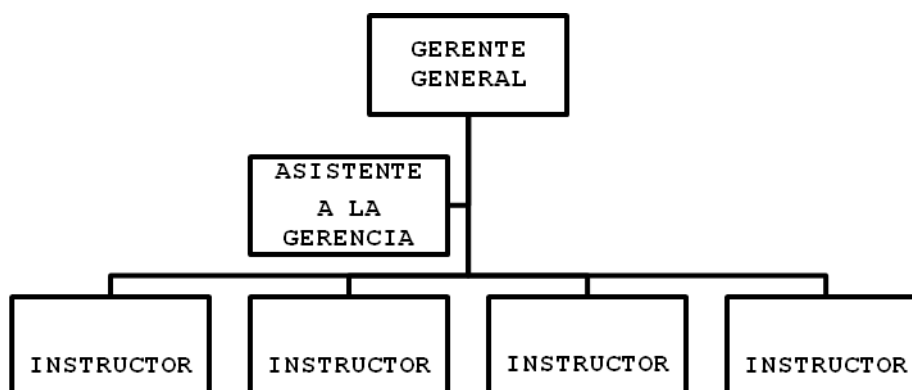 GERENTE
GENERAL
ASISTENTE
A LA
GERENCIA
INSTRUCTOR
INSTRUCTOR
INSTRUCTOR
INSTRUCTOR